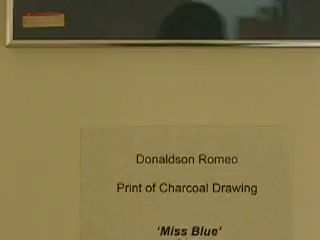 Donaldson Romeo
Print of Charcoal Drawing
'Miss Blue'